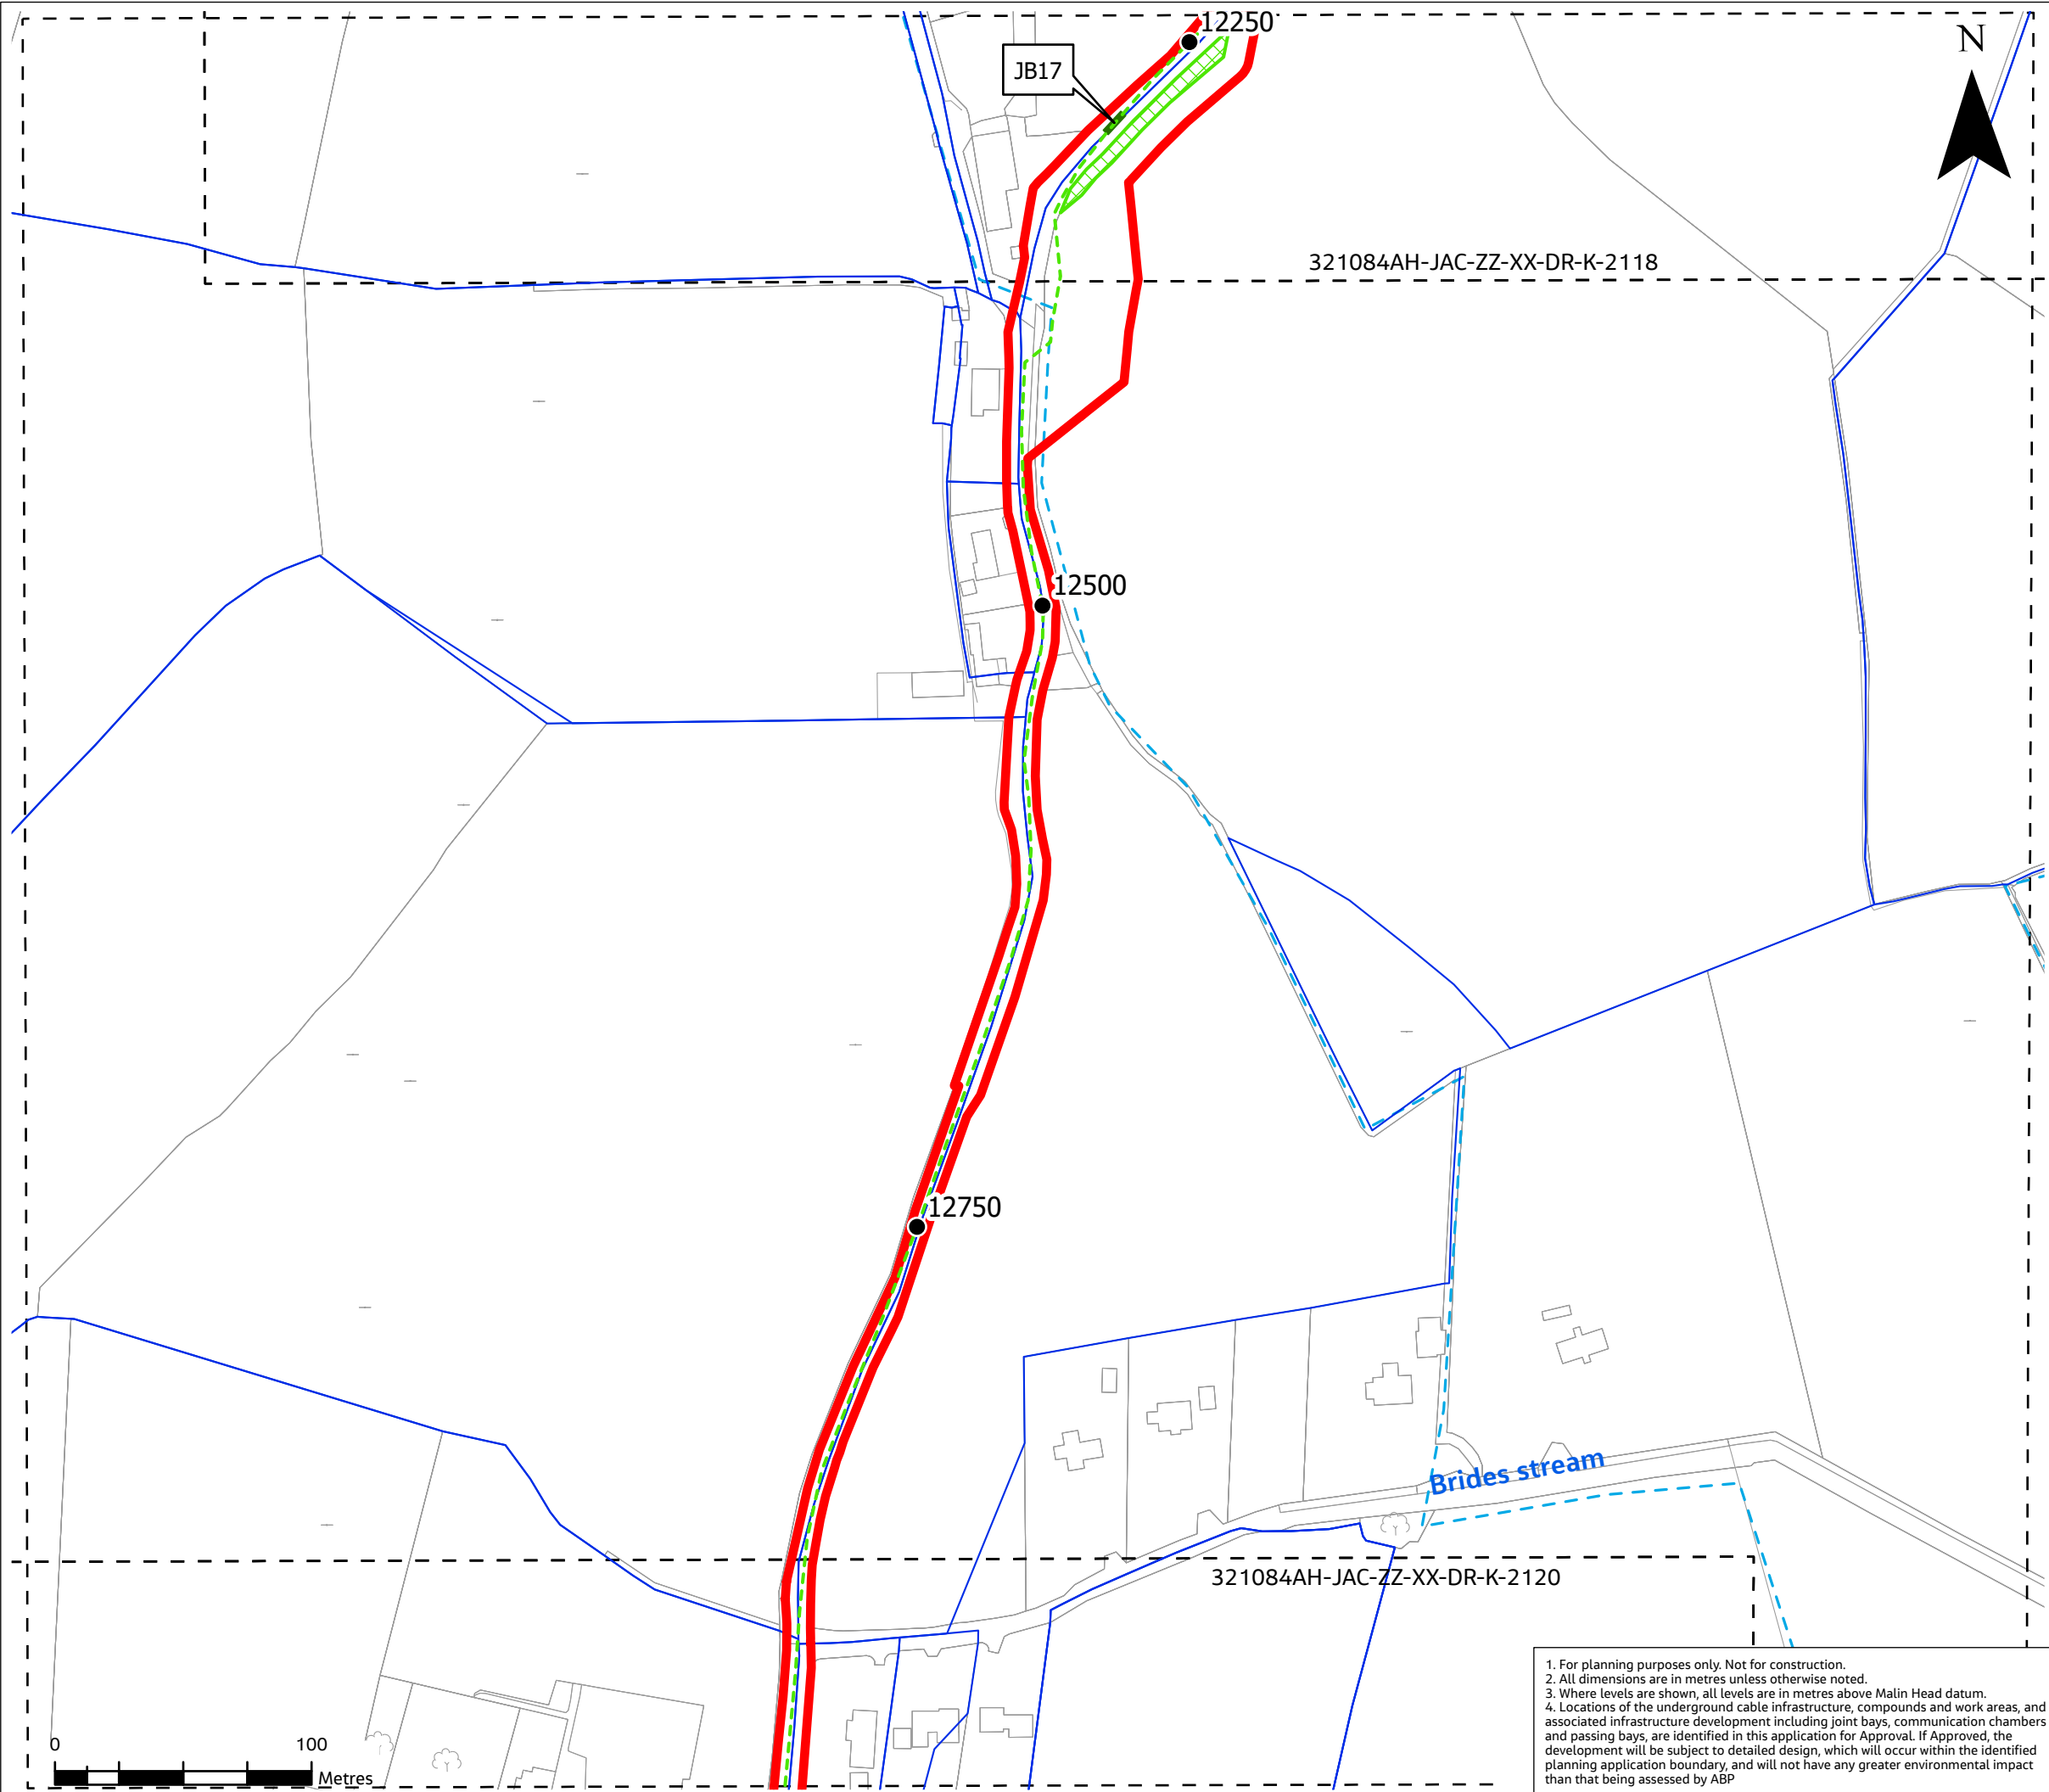 12250
N
JB17
321084AH-JAC-ZZ-XX-DR-K-2118
12500
12750
Brides stream
321084AH-JAC-ZZ-XX-DR-K-2120
0 100
Metres
1. For planning purposes only. Not for construction.
2. All dimensions are in metres unless otherwise noted.
3. Where levels are shown, all levels are in metres above Malin Head datum.
4. Locations of the underground cable infrastructure, compounds and work areas, and
associated infrastructure development including joint bays, communication chambers
and passing bays, are identified in this application for Approval. If Approved, the
development will be subject to detailed design, which will occur within the identified
planning application boundary, and will not have any greater environmental impact
than that being assessed by ABP